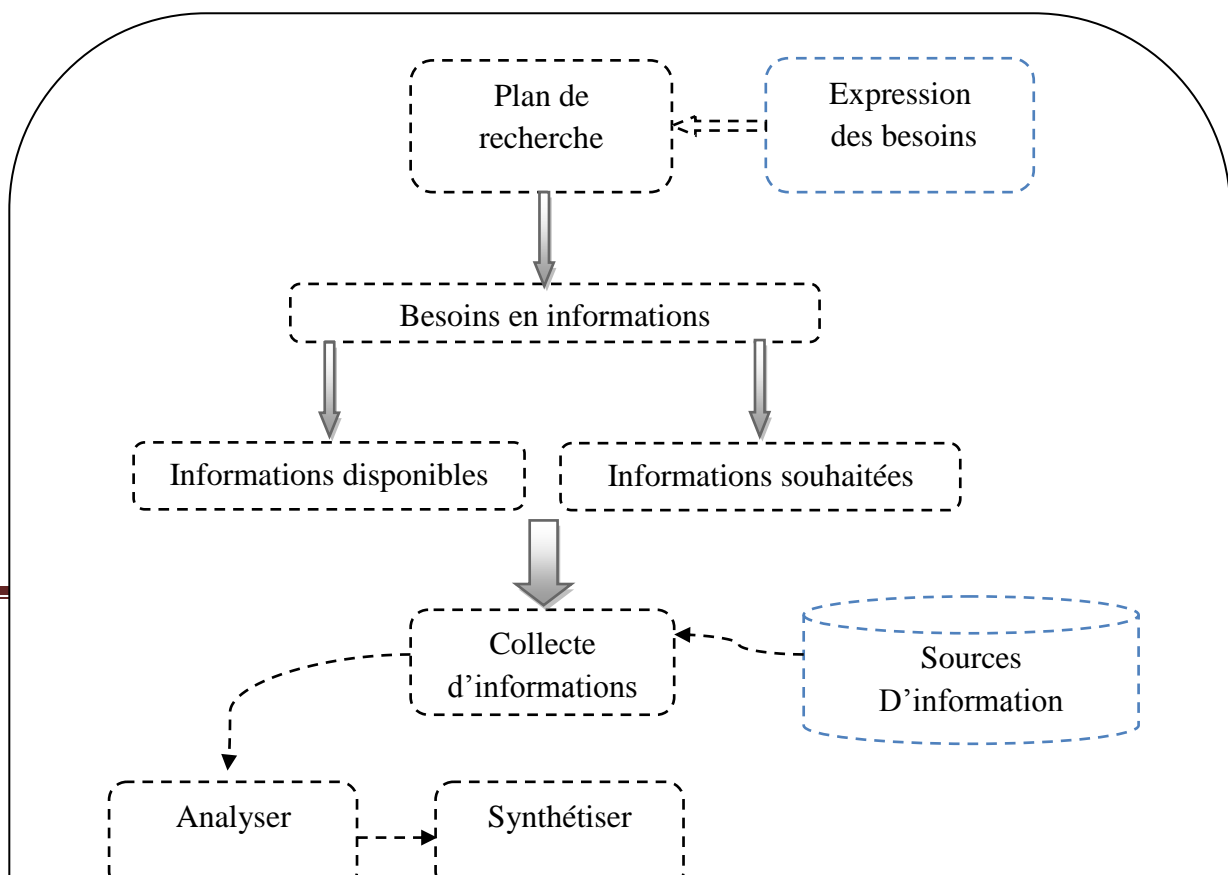 Plan de
recherche
Expression
des besoins
Besoins en informations
Informations disponibles
Informations souhaitées
Collecte
d’informations
Sources
D’information
Analyser
Synthétiser